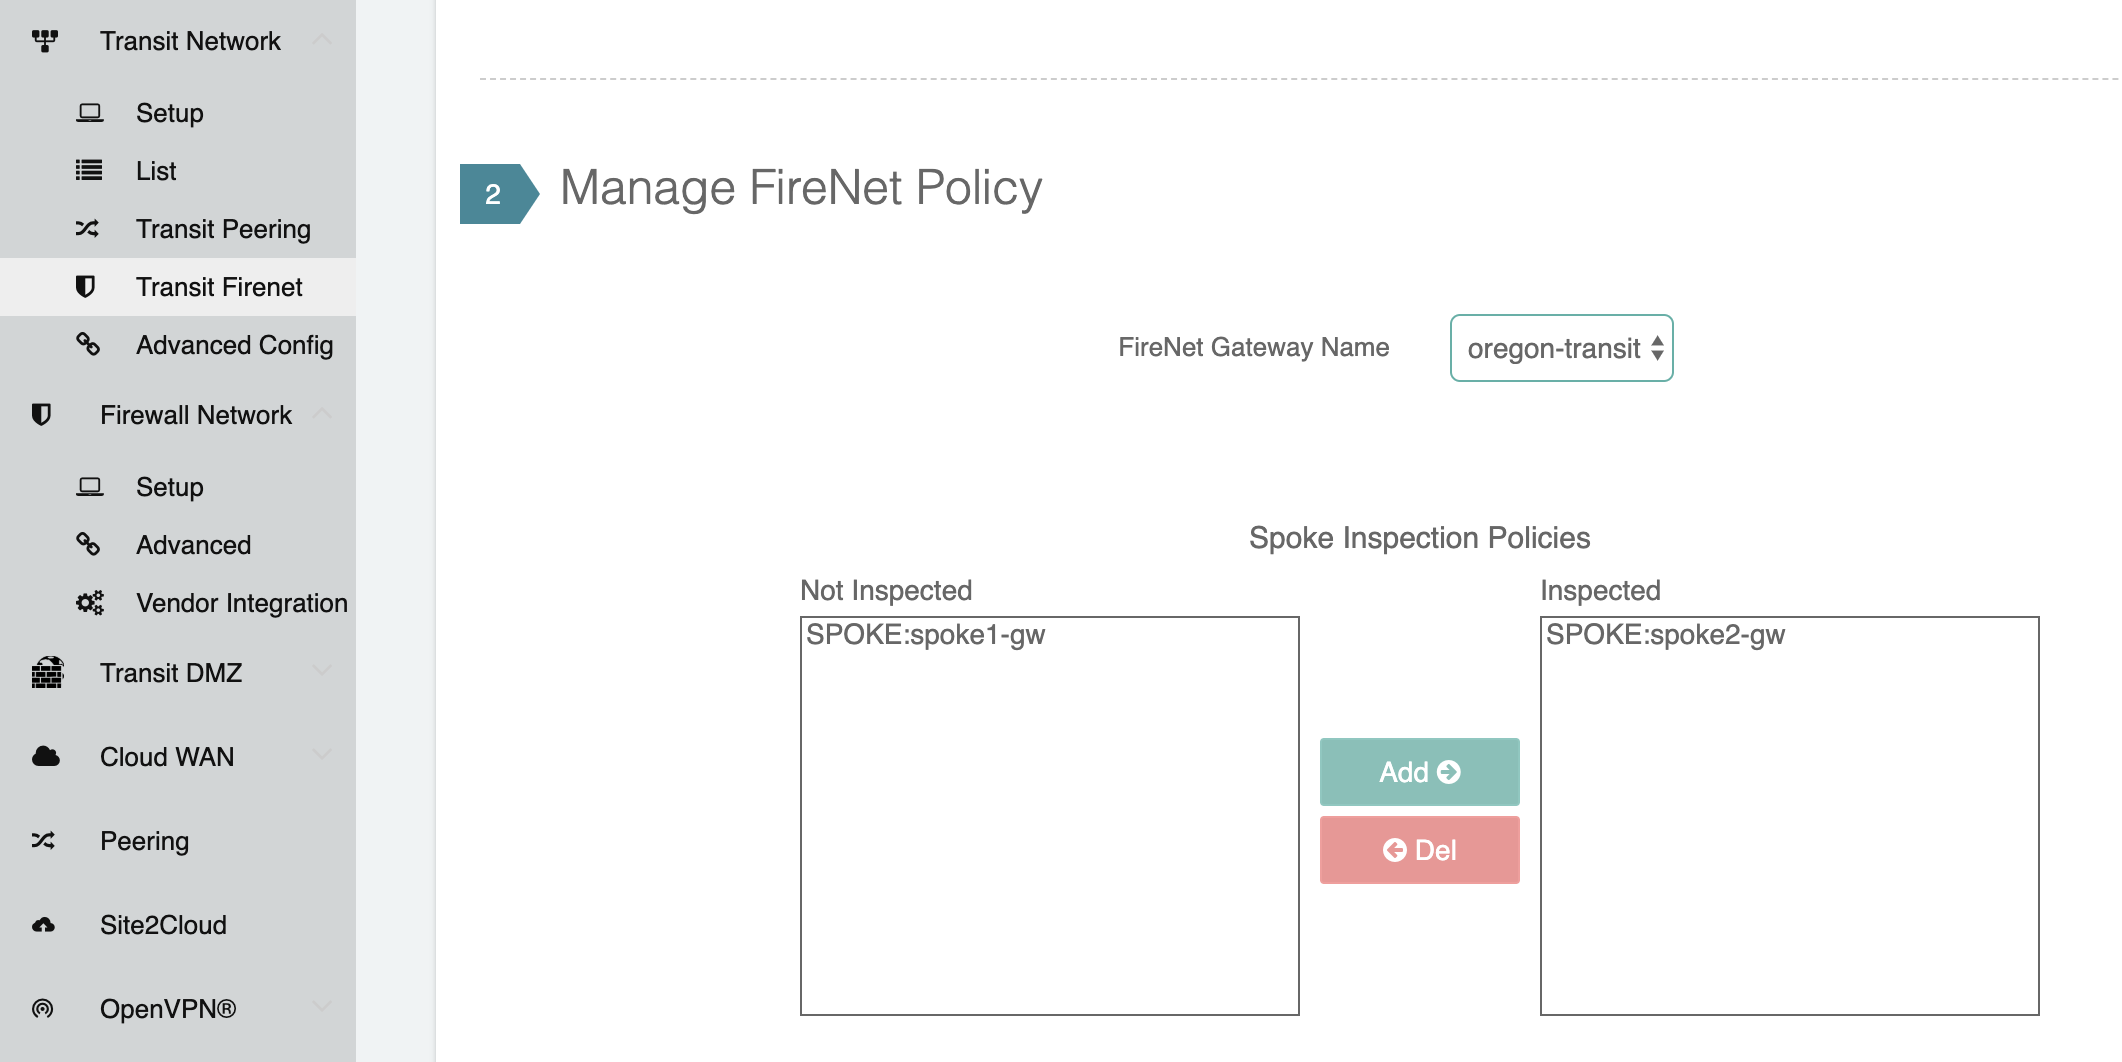 Transit Network
Setup
List
Transit Peering
Transit Firenet
Advanced Config
Firewall Network
Setup
Advanced
Vendor Integration
Transit DMZ
Cloud WAN
Peering
Site2Cloud
OpenVPN®
2 Manage FireNet Policy
FireNet Gateway Name oregon-transit
Spoke Inspection Policies
Not Inspected
SPOKE:spoke1-gw
Add
Del
Inspected
SPOKE:spoke2-gw